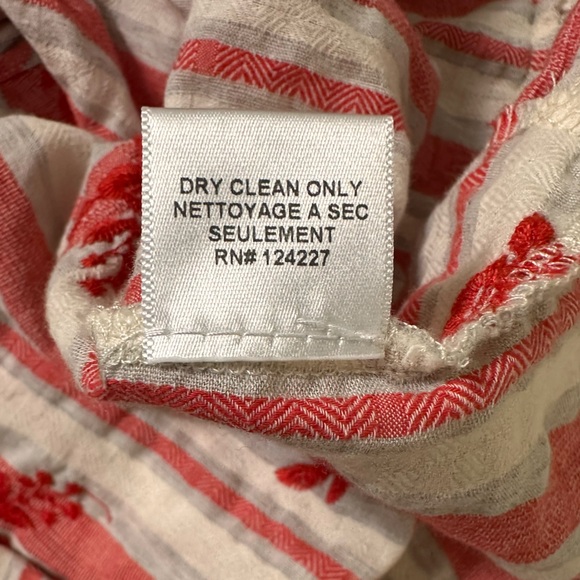 DRY CLEAN ONLY
NETTOYAGE A SEC
SEULEMENT
RN# 124227